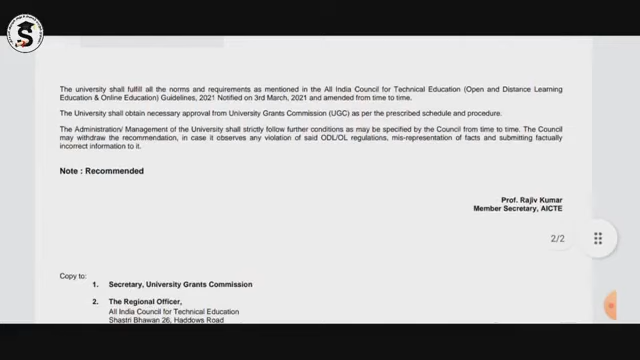 The university shall fulfill all the norms and requirements as mentioned in the All India Council for Technical Education (Open and Distance Learning
Education & Online Education) Guidelines, 2021 Notified on 3rd March, 2021 and amended from time to time.
The University shall obtain necessary approval from University Grants Commission (UGC) as per the prescribed schedule and procedure.
The Administration/ Management of the University shall strictly follow further conditions as may be specified by the Council from time to time. The Council
may withdraw the recommendation, in case it observes any violation of said ODL/OL regulations, mis-representation of facts and submitting factually
incorrect information to it.
Note : Recommended
Prof. Rajiv Kumar
Member Secretary, AICTE
2/2
Copy to:
1. Secretary, University Grants Commission
2. The Regional Officer,
All India Council for Technical Education
Shastri Bhawan 26, Haddows Road